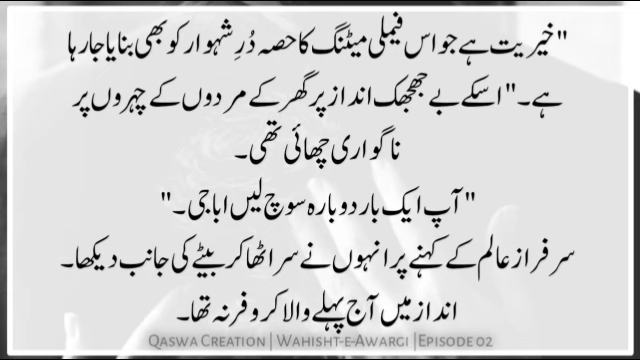 "خیریت ہے جو اس فیملی میٹنگ کا حصہ دُرِ شہوار کو بھی بنایا جا رہا
ہے۔" اسکے بے جھجھک انداز پر گھر کے مردوں کے چہروں پر
ناگواری چھائی تھی۔
"آپ ایک بار دوبارہ سوچ لیں اباجی۔"
سرفراز عالم کے کہنے پر انہوں نے سر اٹھا کر بیٹے کی جانب دیکھا۔
انداز میں آج پہلے والا کروفر نہ تھا۔
Qaswa Creation | Wahisht-e-Awargi | Episode 02